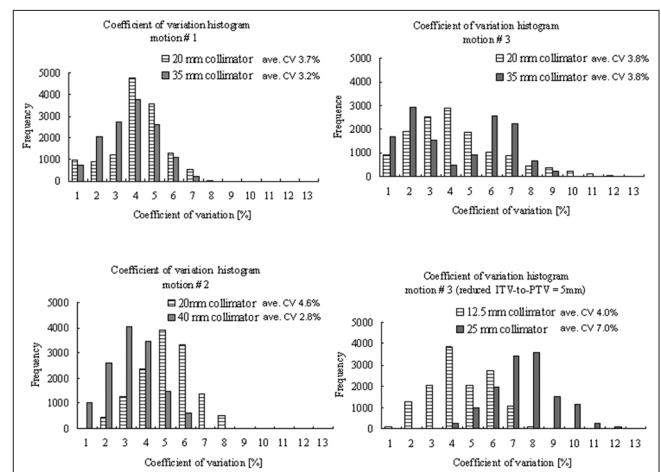 Coefficient of variation histogram
motion # 1
20 mm collimator ave. CV 3.7%
35 mm collimator ave. CV 3.2%
Frequency
5000
4000
3000
2000
1000
0
1 2 3 4 5 6 7 8 9 10 11 12 13
Coefficient of variation [%]
Coefficient of variation histogram
motion # 3
20 mm collimator ave. CV 3.8%
35 mm collimator ave. CV 3.8%
Frequence
5000
4000
3000
2000
1000
0
1 2 3 4 5 6 7 8 9 10 11 12 13
Coefficient of variation [%]
Coefficient of variation histogram
motion # 2
20mm collimator ave. CV 4.6%
40 mm collimator ave. CV 2.8%
Frequency
5000
4000
3000
2000
1000
0
1 2 3 4 5 6 7 8 9 10 11 12 13
Coefficient of variation [%]
Coefficient of variation histogram
motion # 3 (reduced ITV-to-PTV = 5mm)
12.5 mm collimator ave. CV 4.0%
25 mm collimator ave. CV 7.0%
Frequency
5000
4000
3000
2000
1000
0
1 2 3 4 5 6 7 8 9 10 11 12 13
Coefficient of variation [%]